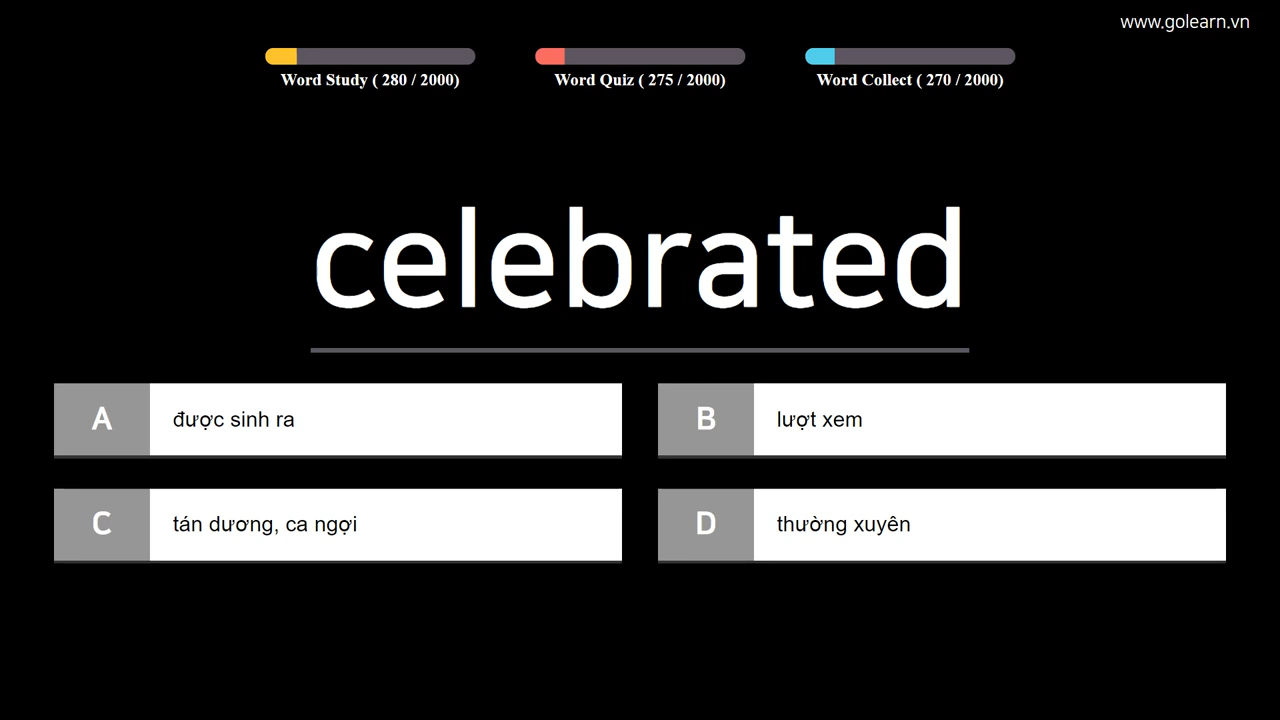 www.golearn.vn
Word Study ( 280 / 2000)
Word Quiz ( 275 / 2000)
Word Collect ( 270 / 2000)
celebrated
A được sinh ra
B lượt xem
C tán dương, ca ngợi
D thường xuyên